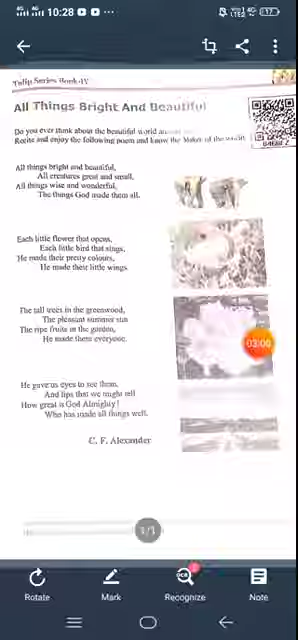 10:28
Tulip Series Book-IV
All Things Bright And Beautiful
Do you ever think about the beautiful world around
Recite and enjoy the following poem and know the Maker of the world.
All things bright and beautiful,
All creatures great and small,
All things wise and wonderful,
The things God made them all.
Each little flower that opens,
Each little bird that sings,
He made their pretty colours,
He made their little wings.
The tall trees in the greenwood,
The pleasant summer sun
The ripe fruits in the garden,
He made them everyone.
03:00
He gave us eyes to see them,
And lips that we might tell
How great is God Almighty!
Who has made all things well.
C. F. Alexander
1/1
OCR
Rotate
Mark
Recognize
Note